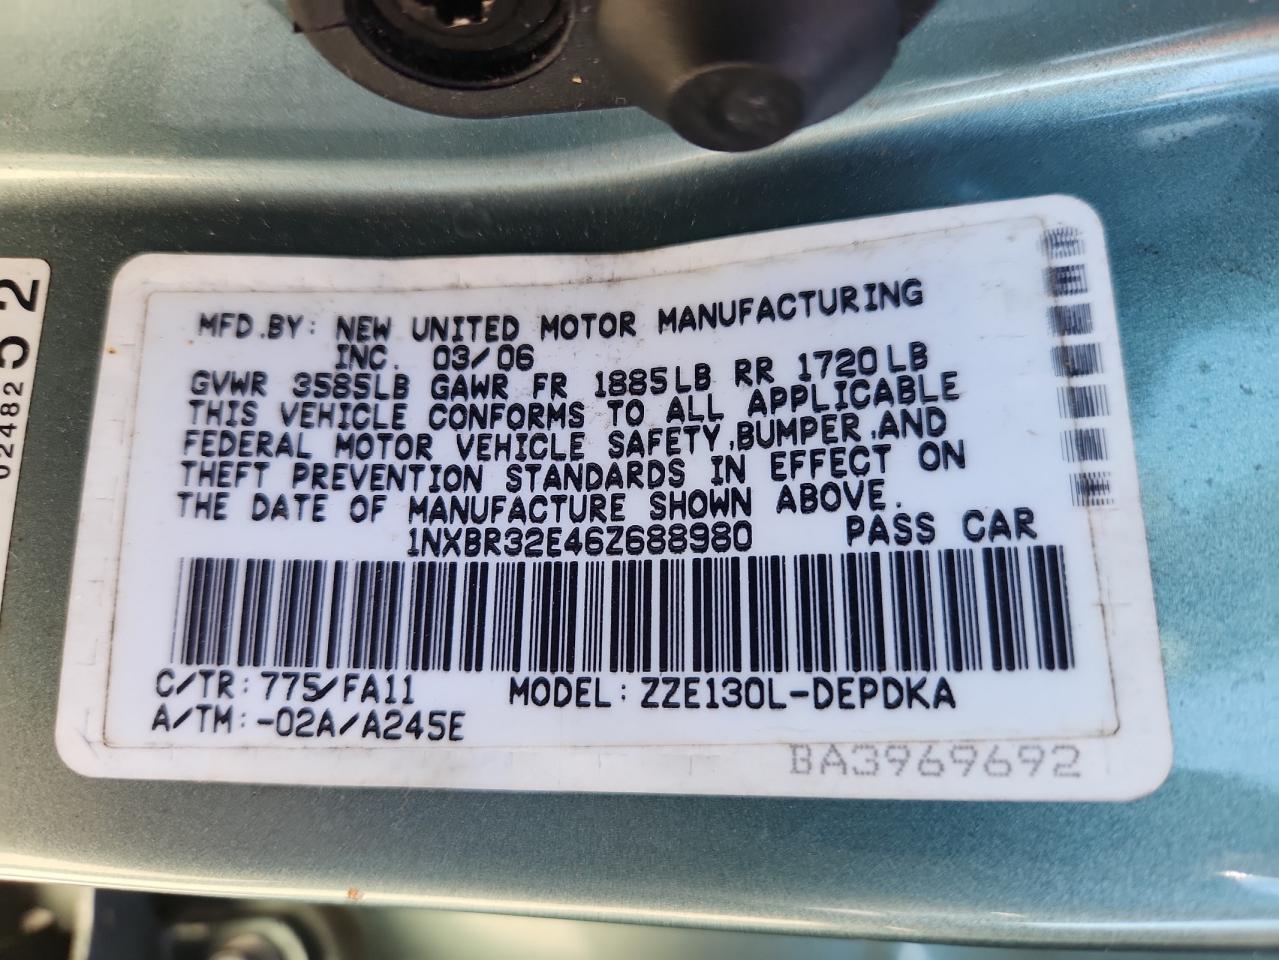 MFD.BY: NEW UNITED MOTOR MANUFACTURING
INC. 03/06
GVWR 3585LB GAWR FR 1885LB RR 1720LB
THIS VEHICLE CONFORMS TO ALL APPLICABLE
FEDERAL MOTOR VEHICLE SAFETY,BUMPER,AND
THEFT PREVENTION STANDARDS IN EFFECT ON
THE DATE OF MANUFACTURE SHOWN ABOVE.
1NXBR32E46Z688980 PASS CAR
C/TR: 775/FA11 MODEL: ZZE130L-DEPDKA
A/TM: -02A/A245E
BA3969692
02482
52